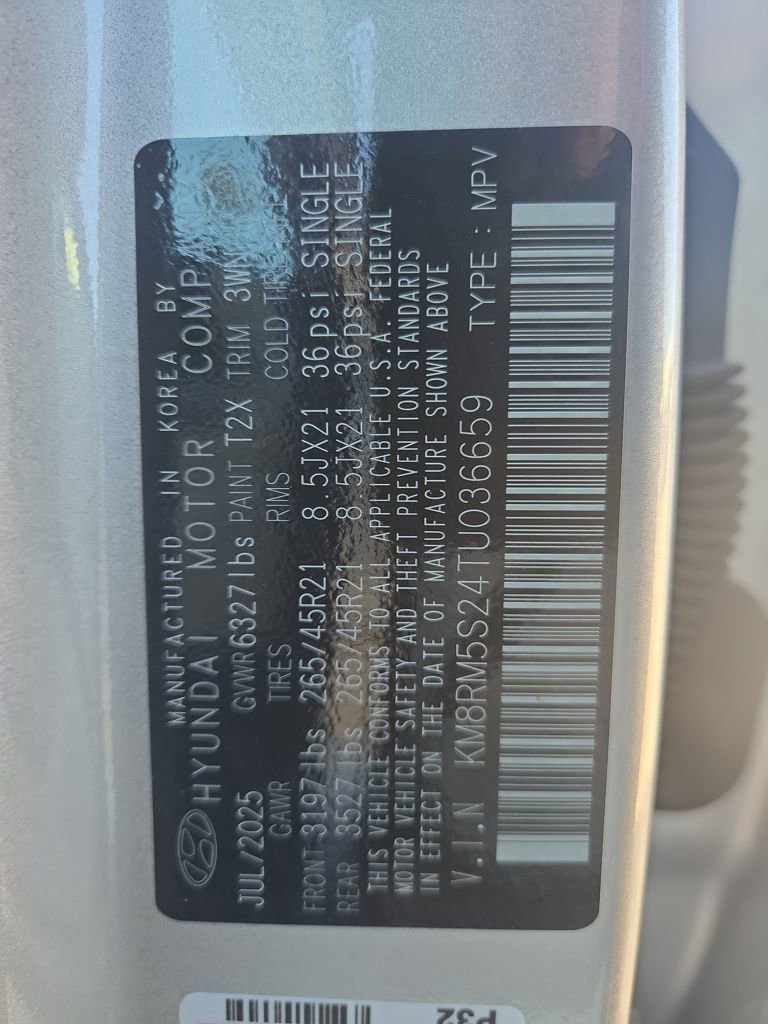 MANUFACTURED IN KOREA BY
HYUNDAI MOTOR COMP
JUL/2025 GVWR 6327lbs PAINT T2X TRIM 3WN
GAWR TIRES RIMS COLD
FRONT 3197lbs 265/45R21 8.5JX21 36psi SINGLE
REAR 3527lbs 265/45R21 8.5JX21 36psi SINGLE
THIS VEHICLE CONFORMS TO ALL APPLICABLE U.S.A. FEDERAL
MOTOR VEHICLE SAFETY AND THEFT PREVENTION STANDARDS
IN EFFECT ON THE DATE OF MANUFACTURE SHOWN ABOVE
V.I.N KM8RM5S24TU036659 TYPE : MPV
P32